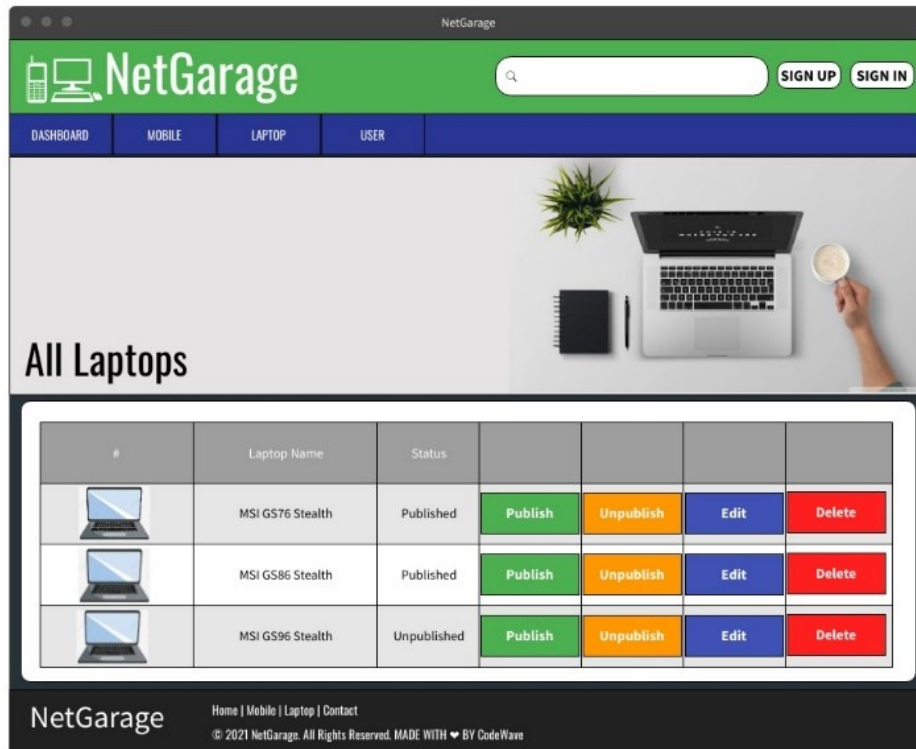 NetGarage
NetGarage
SIGN UP SIGN IN
DASHBOARD MOBILE LAPTOP USER
All Laptops
# Laptop Name Status
MSI GS76 Stealth Published Publish Unpublish Edit Delete
MSI GS86 Stealth Published Publish Unpublish Edit Delete
MSI GS96 Stealth Unpublished Publish Unpublish Edit Delete
NetGarage
Home | Mobile | Laptop | Contact
© 2021 NetGarage. All Rights Reserved. MADE WITH ❤ BY CodeWave